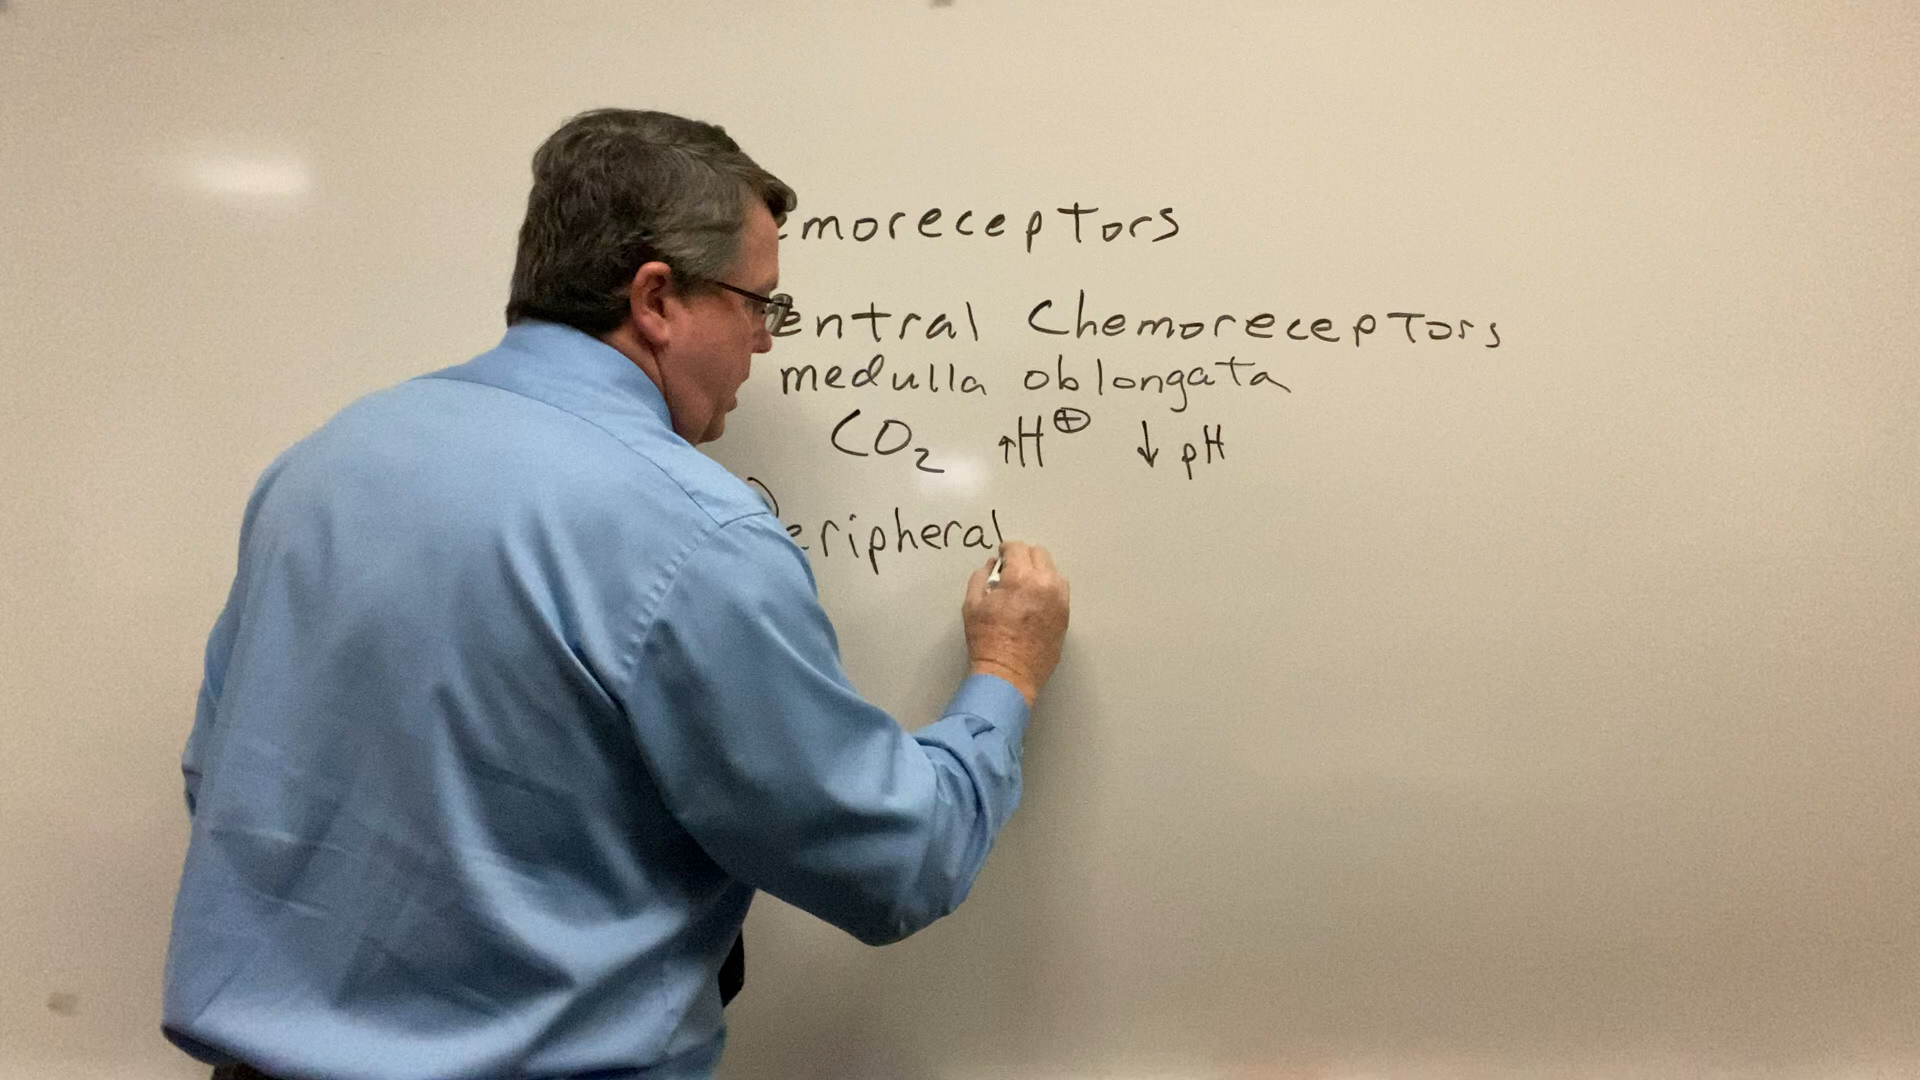 emoreceptors
entral Chemoreceptors
medulla oblongata
CO₂ ↑H⊕ ↓ pH
Peripheral